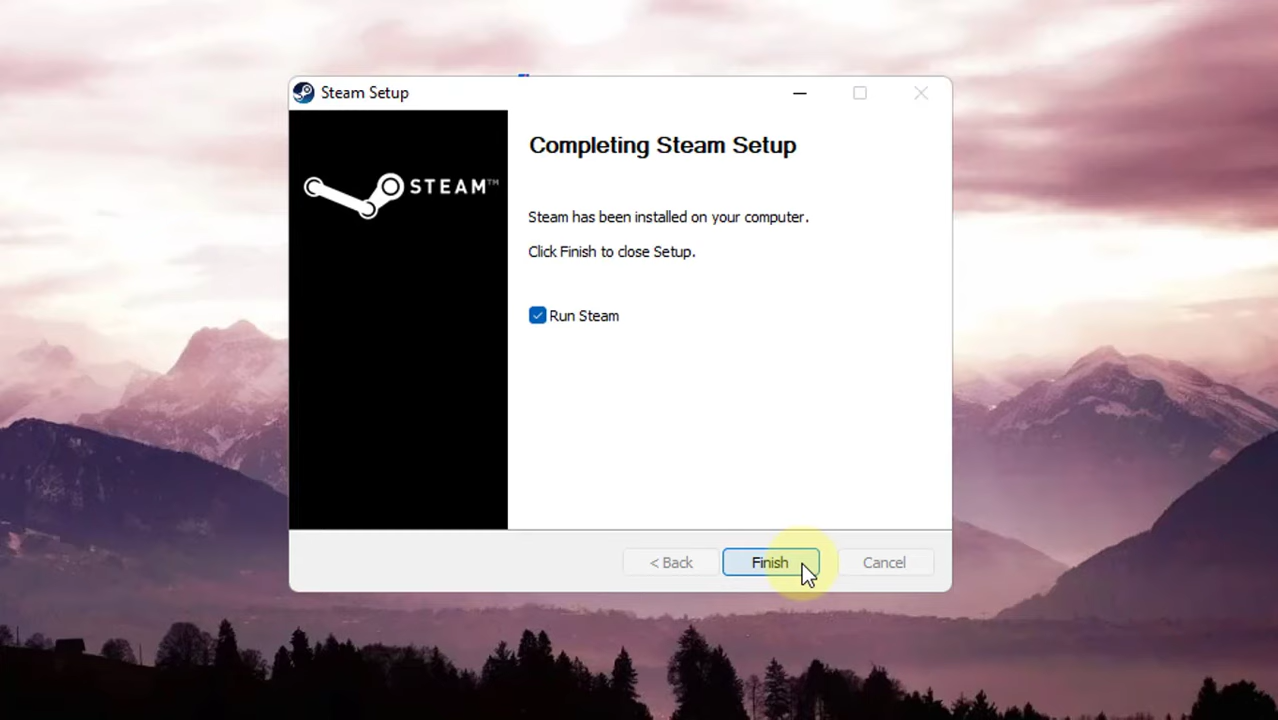 Steam Setup
STEAM™
Completing Steam Setup
Steam has been installed on your computer.
Click Finish to close Setup.
Run Steam
< Back
Finish
Cancel